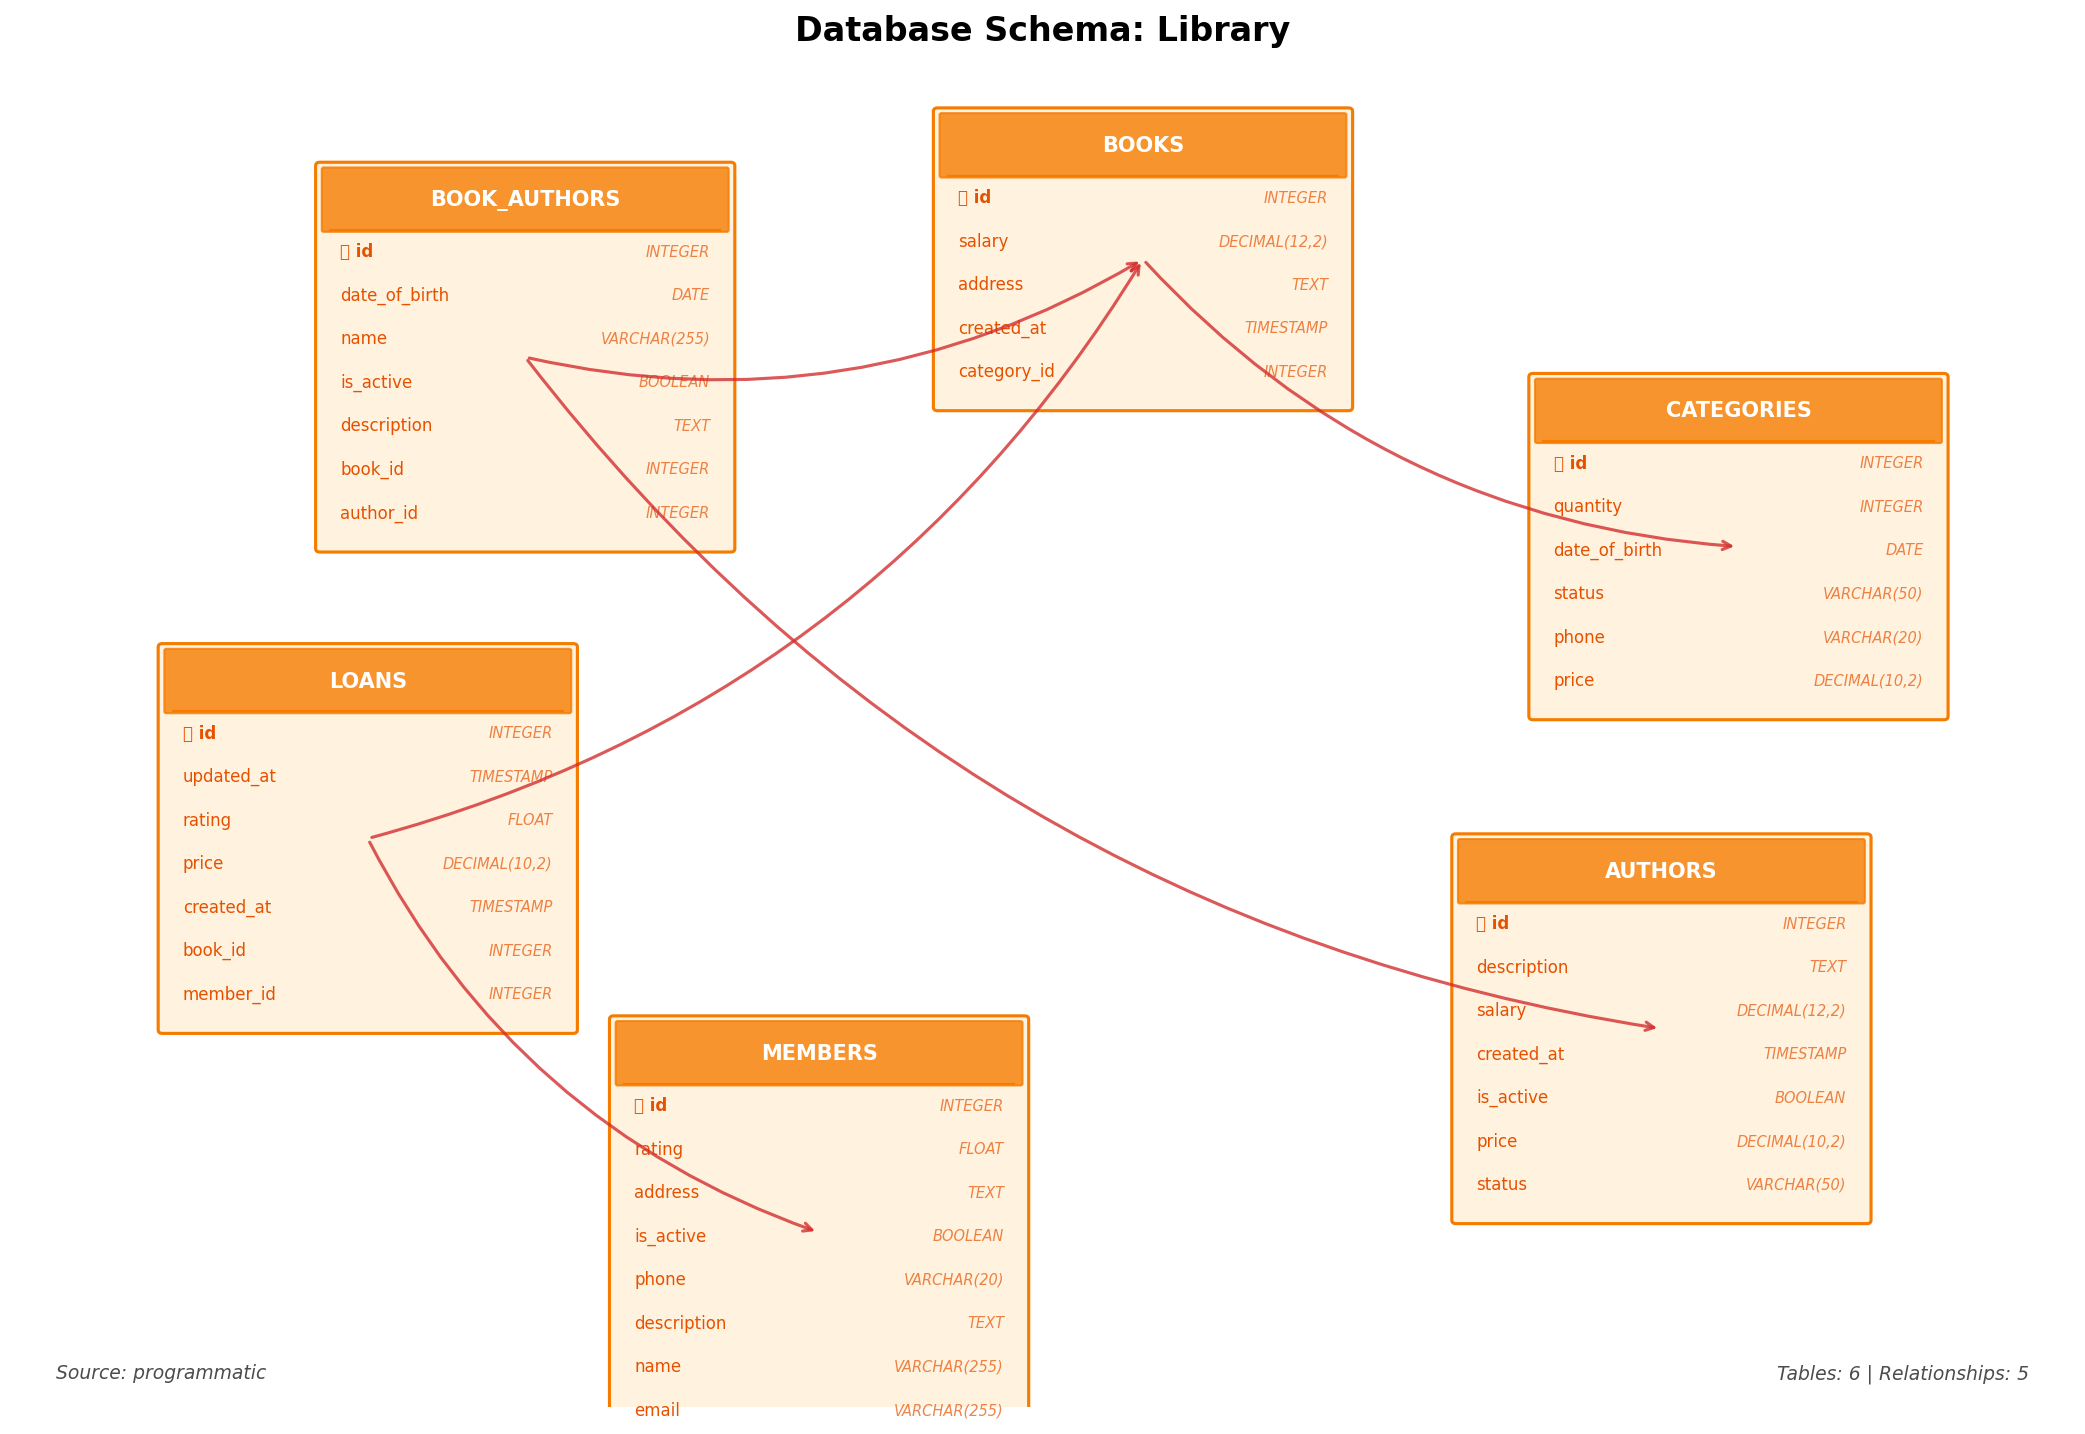 Database Schema: Library
BOOK_AUTHORS
id INTEGER
date_of_birth DATE
name VARCHAR(255)
is_active BOOLEAN
description TEXT
book_id INTEGER
author_id INTEGER
BOOKS
id INTEGER
salary DECIMAL(12,2)
address TEXT
created_at TIMESTAMP
category_id INTEGER
CATEGORIES
id INTEGER
quantity INTEGER
date_of_birth DATE
status VARCHAR(50)
phone VARCHAR(20)
price DECIMAL(10,2)
LOANS
id INTEGER
updated_at TIMESTAMP
rating FLOAT
price DECIMAL(10,2)
created_at TIMESTAMP
book_id INTEGER
member_id INTEGER
AUTHORS
id INTEGER
description TEXT
salary DECIMAL(12,2)
created_at TIMESTAMP
is_active BOOLEAN
price DECIMAL(10,2)
status VARCHAR(50)
MEMBERS
id INTEGER
rating FLOAT
address TEXT
is_active BOOLEAN
phone VARCHAR(20)
description TEXT
name VARCHAR(255)
email VARCHAR(255)
Source: programmatic
Tables: 6 | Relationships: 5